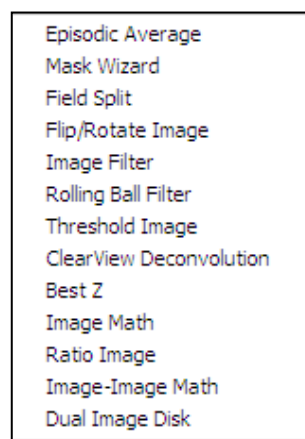 Episodic Average
Mask Wizard
Field Split
Flip/Rotate Image
Image Filter
Rolling Ball Filter
Threshold Image
ClearView Deconvolution
Best Z
Image Math
Ratio Image
Image-Image Math
Dual Image Disk